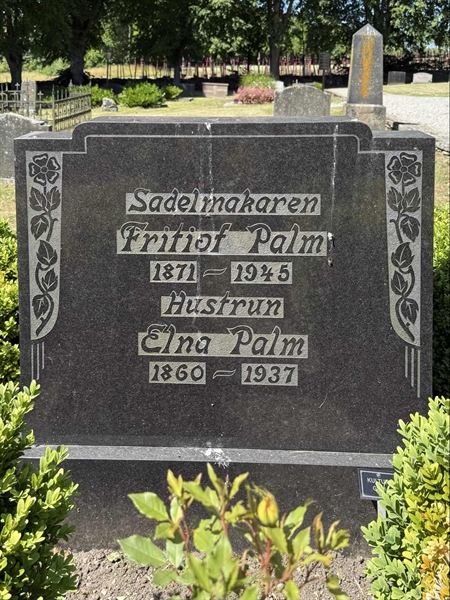 Sadelmakaren
Fritiof Palm
1871 – 1945
Hustrun
Elna Palm
1860 – 1937